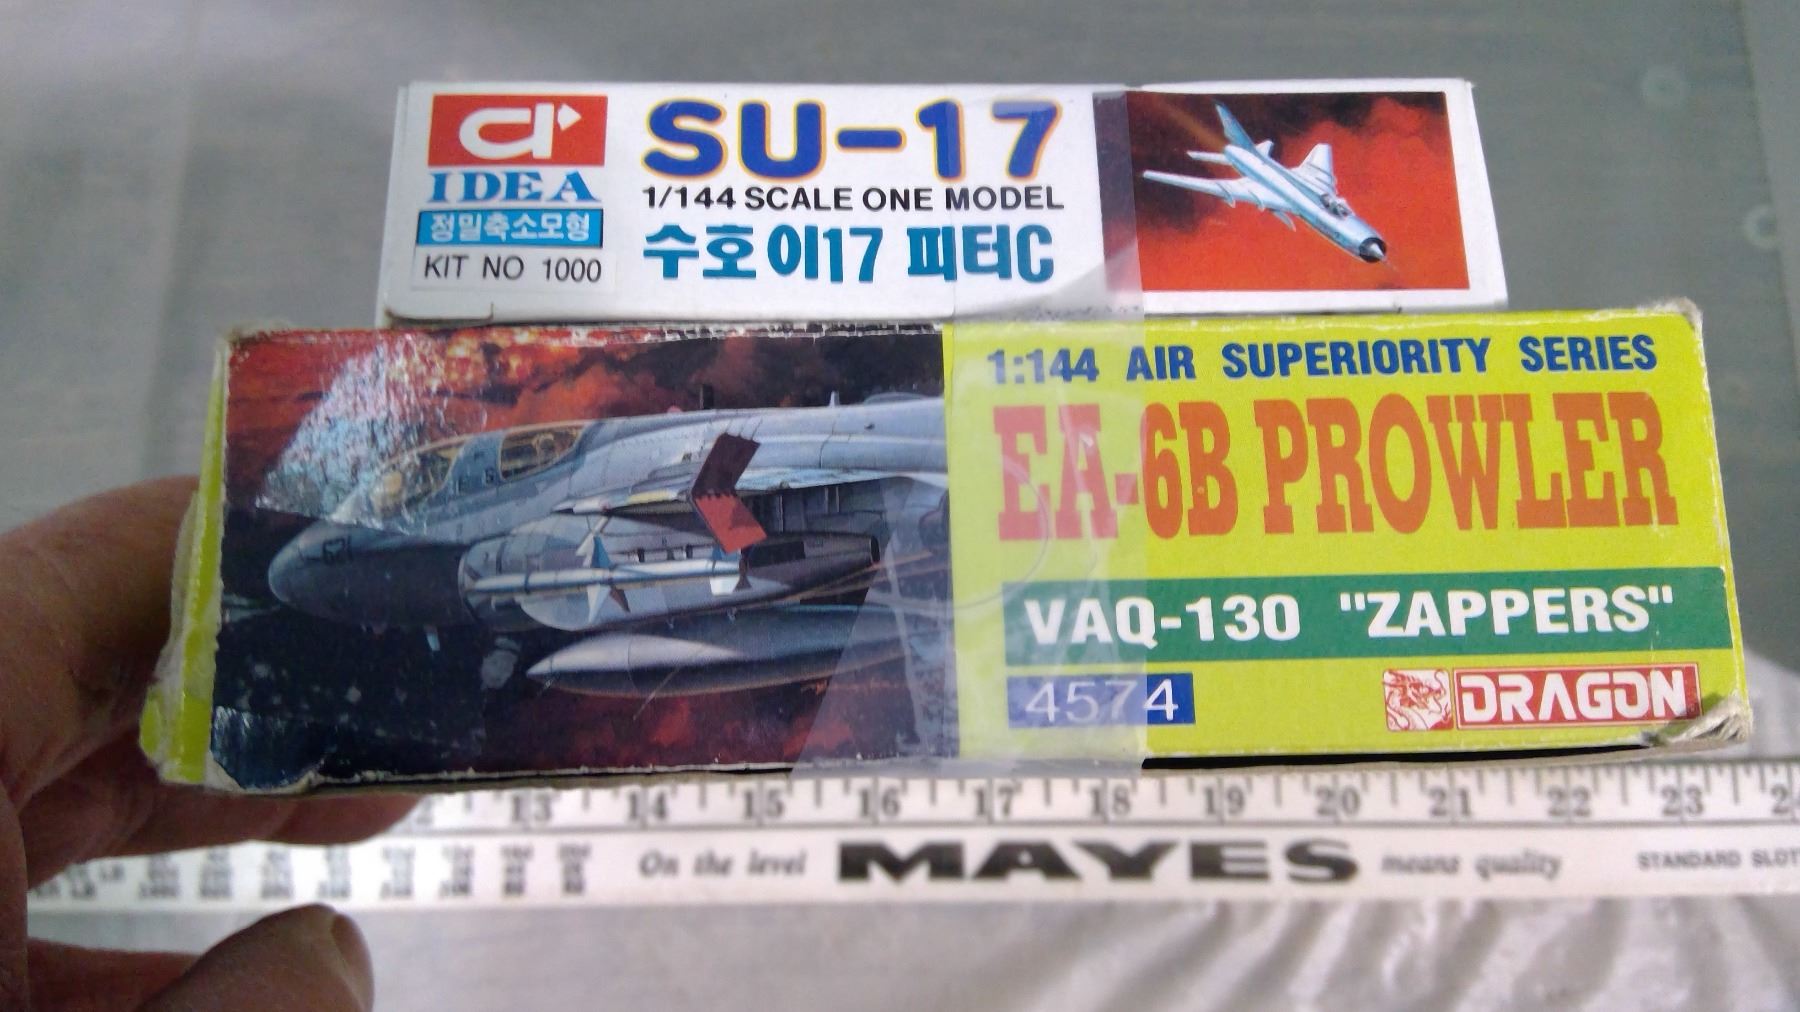 IDEA
정밀축소모형
KIT NO 1000
SU-17
1/144 SCALE ONE MODEL
수호이17 피터C
1:144 AIR SUPERIORITY SERIES
EA-6B PROWLER
VAQ-130 "ZAPPERS"
4574
DRAGON
13 14 15 16 17 18 19 20 21 22 23
On the level MAYES means quality
STANDARD SLOT